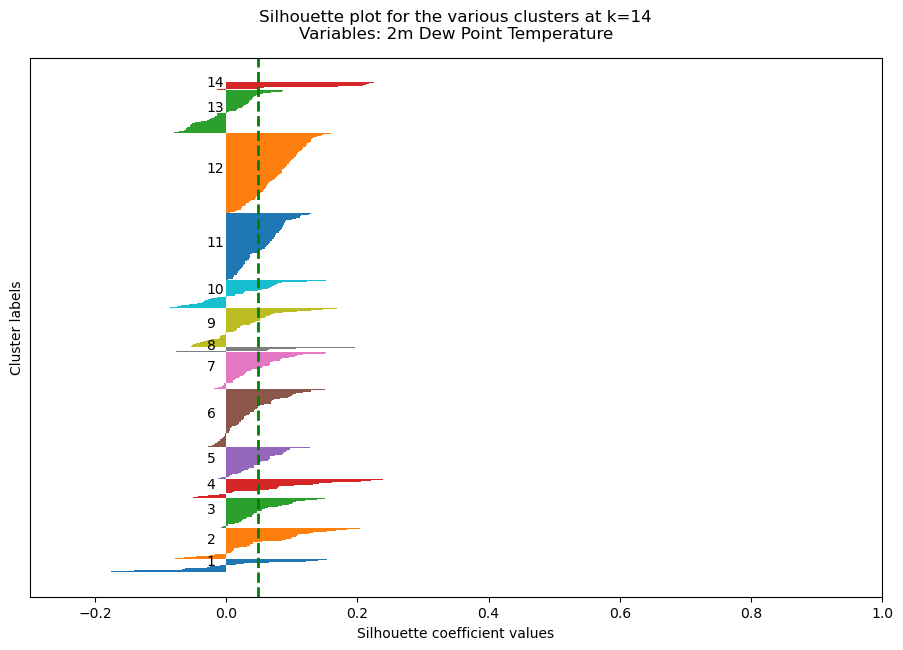 Silhouette plot for the various clusters at k=14
Variables: 2m Dew Point Temperature
14
13
12
11
10
9
8
7
6
5
4
3
2
1
Cluster labels
−0.2 0.0 0.2 0.4 0.6 0.8 1.0
Silhouette coefficient values